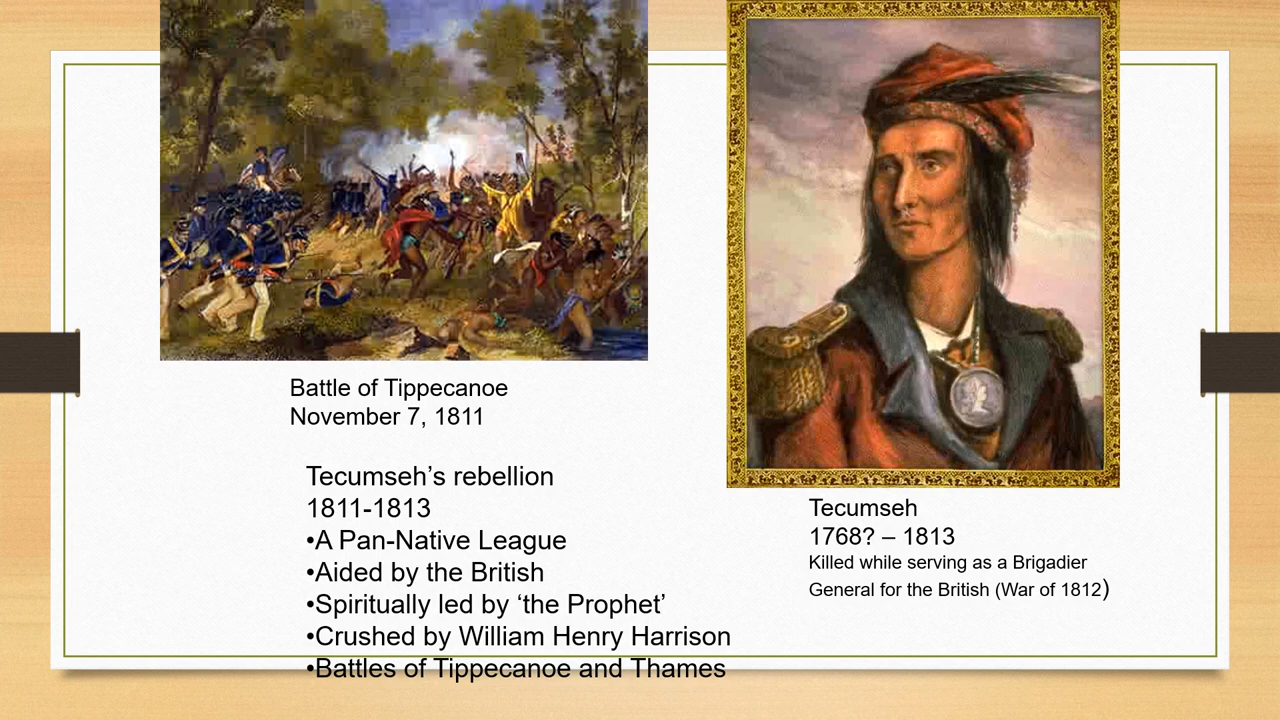 Battle of Tippecanoe
November 7, 1811
Tecumseh’s rebellion
1811-1813
•A Pan-Native League
•Aided by the British
•Spiritually led by ‘the Prophet’
•Crushed by William Henry Harrison
•Battles of Tippecanoe and Thames
Tecumseh
1768? – 1813
Killed while serving as a Brigadier
General for the British (War of 1812)